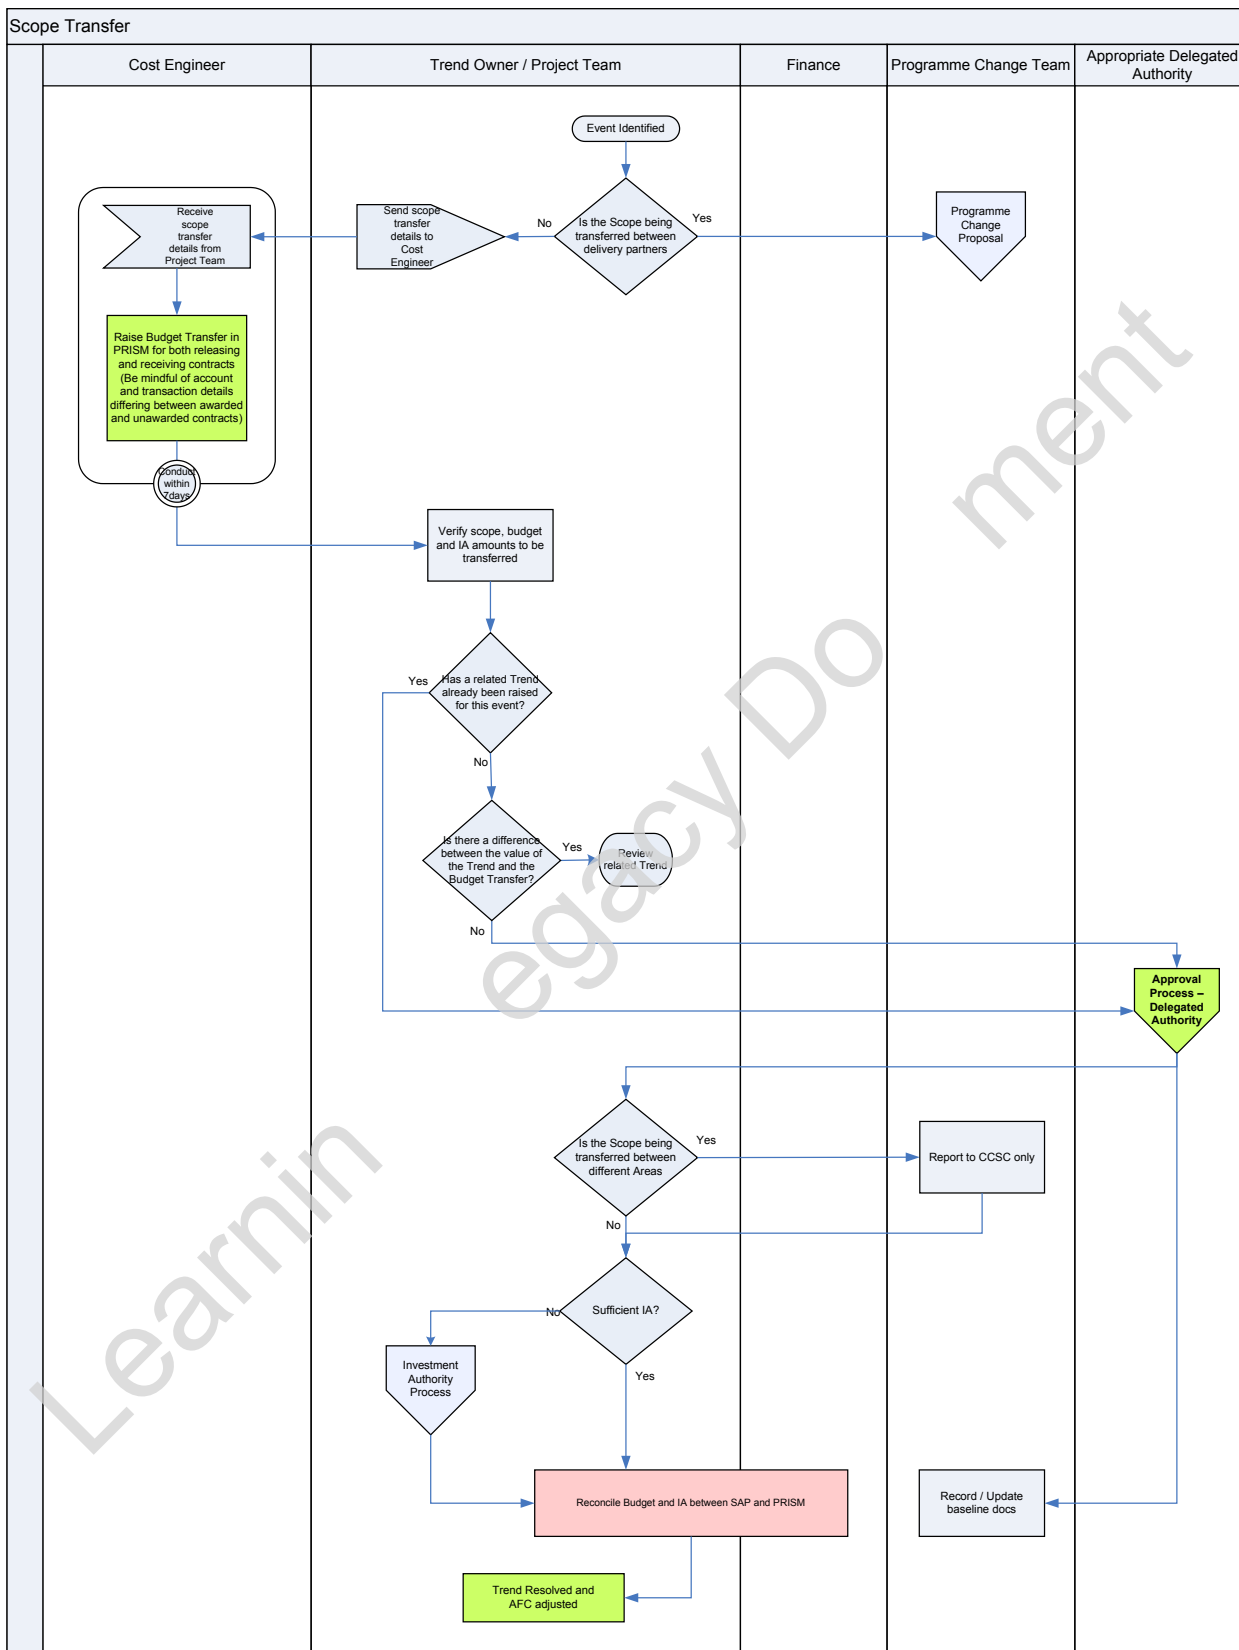 Scope Transfer
Cost Engineer
Trend Owner / Project Team
Finance
Programme Change Team
Appropriate Delegated
Authority
Event Identified
Is the Scope being
transferred between
delivery partners
No
Yes
Send scope
transfer
details to
Cost
Engineer
Receive
scope
transfer
details from
Project Team
Programme
Change
Proposal
Raise Budget Transfer in
PRISM for both releasing
and receiving contracts
(Be mindful of account
and transaction details
differing between awarded
and unawarded contracts)
Conduct
within
7days
Verify scope, budget
and IA amounts to be
transferred
Has a related Trend
already been raised
for this event?
Yes
No
Is there a difference
between the value of
the Trend and the
Budget Transfer?
Yes
Review
related Trend
No
Approval
Process –
Delegated
Authority
Is the Scope being
transferred between
different Areas
Yes
Report to CCSC only
No
Sufficient IA?
No
Yes
Investment
Authority
Process
Reconcile Budget and IA between SAP and PRISM
Record / Update
baseline docs
Trend Resolved and
AFC adjusted
Learnin egacy Do ment